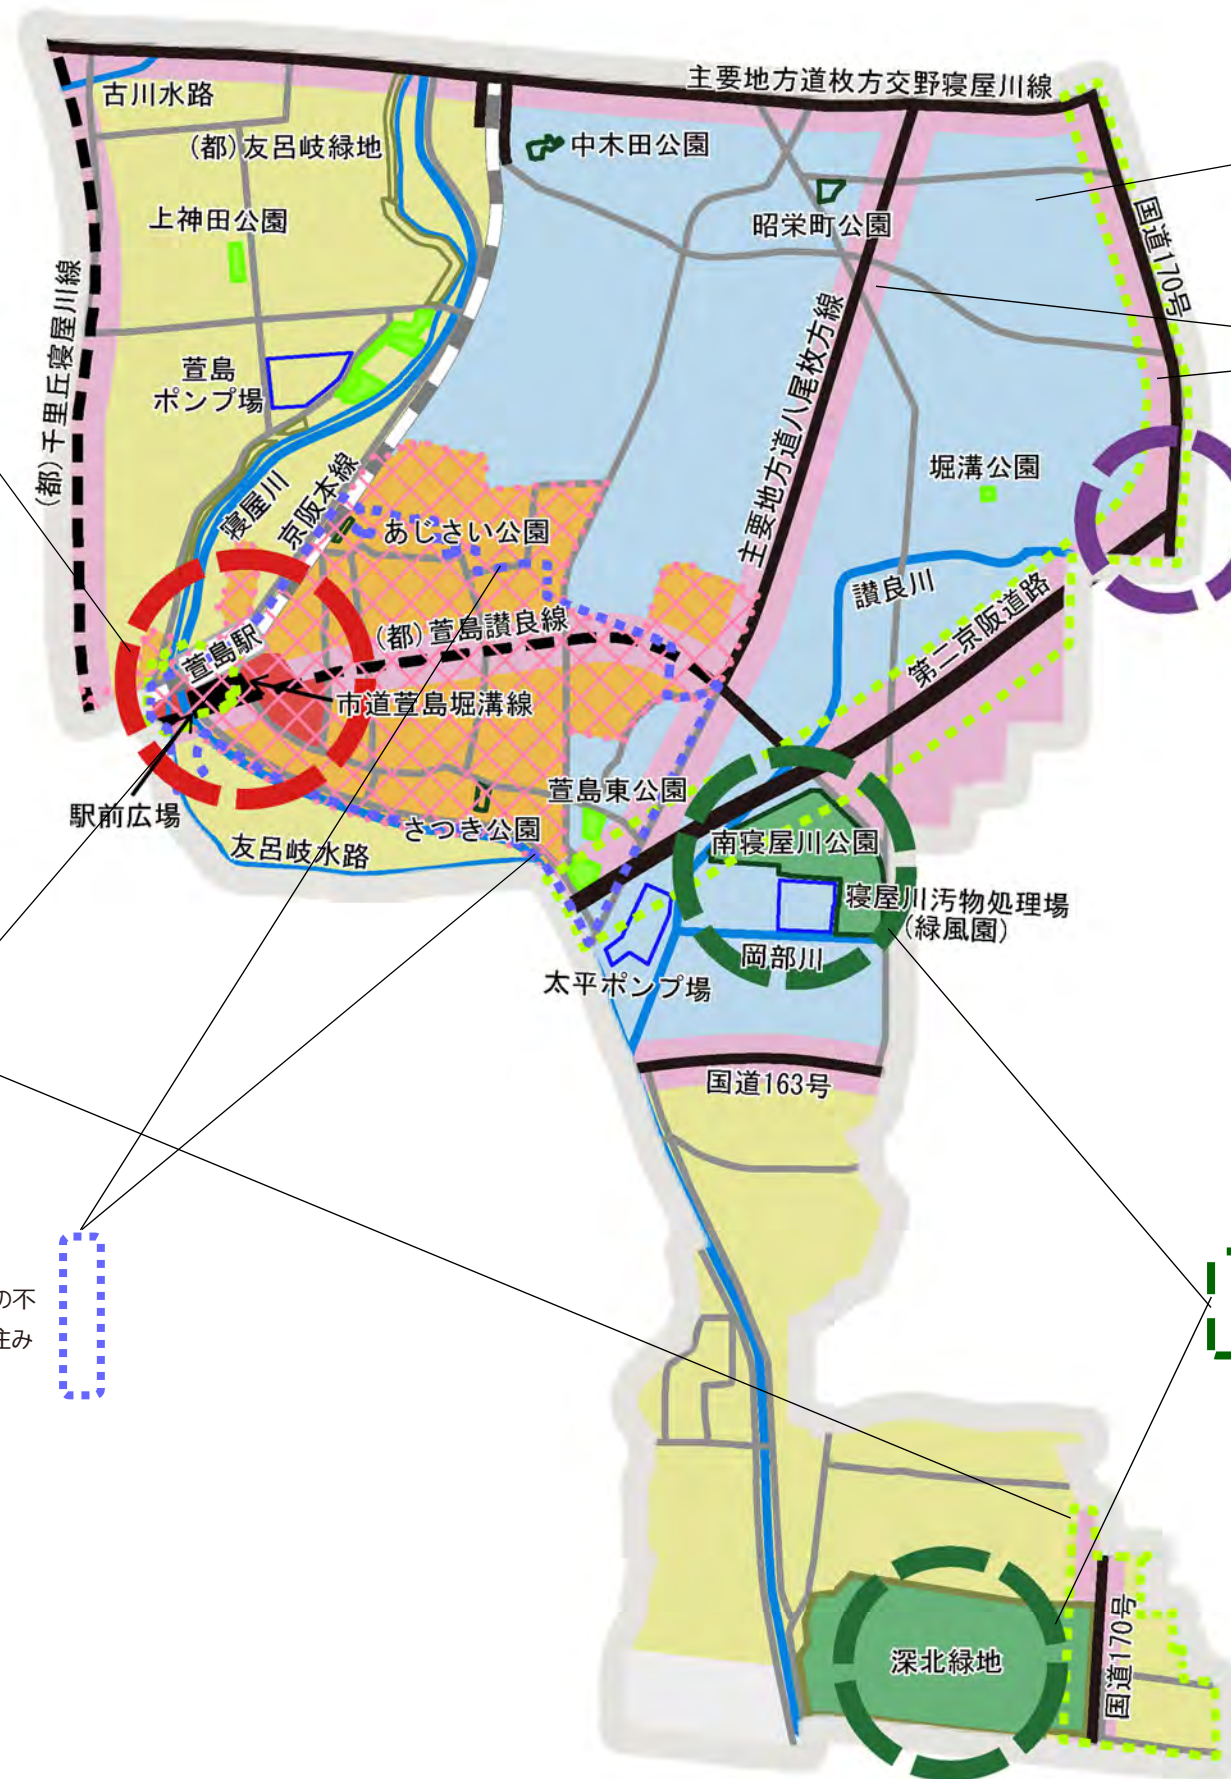 主要地方道枚方交野寝屋川線
古川水路
(都)友呂岐緑地
中木田公園
昭栄町公園
上神田公園
国道170号
(都)千里丘寝屋川線
萱島
ポンプ場
主要地方道八尾枚方線
堀溝公園
寝屋川
京阪本線
あじさい公園
讃良川
第二京阪道路
(都)萱島讃良線
萱島駅
市道萱島堀溝線
駅前広場
萱島東公園
さつき公園
友呂岐水路
南寝屋川公園
寝屋川汚物処理場
(緑風園)
岡部川
太平ポンプ場
国道163号
の不
住み
深北緑地
国道170号